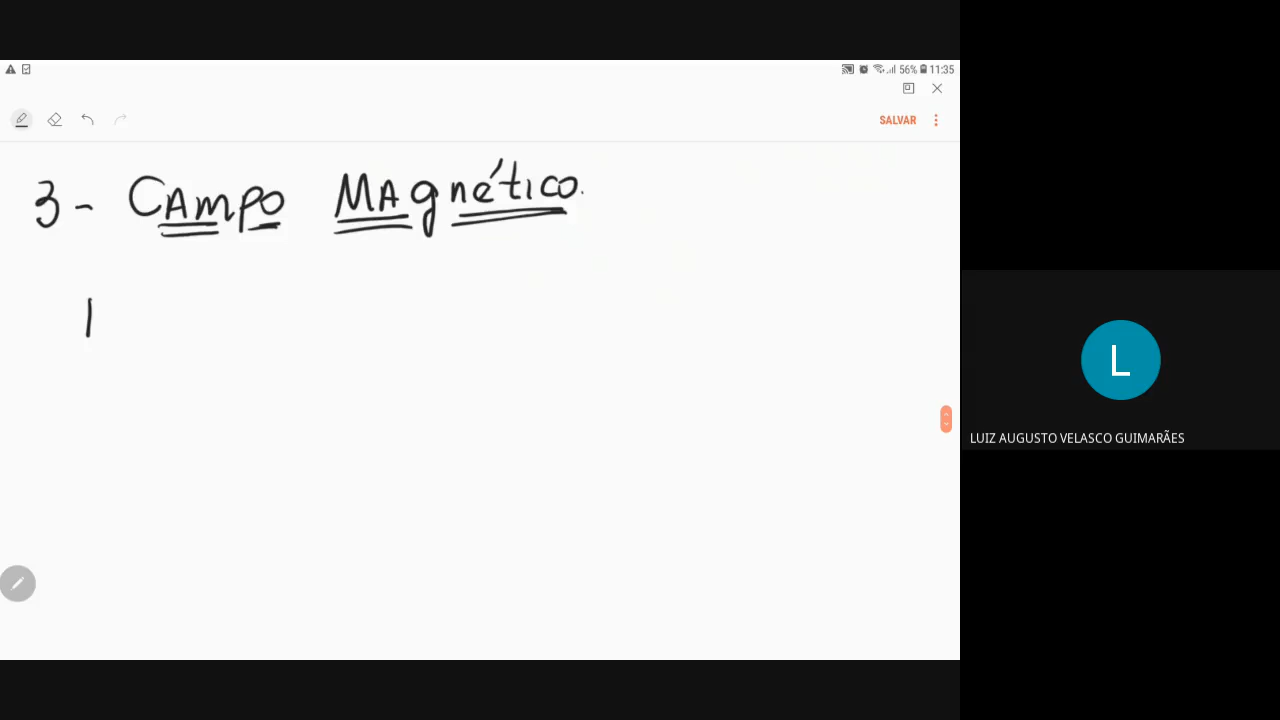 56% 11:35
SALVAR
3- CAMPO MAgnético.
|
L
LUIZ AUGUSTO VELASCO GUIMARÃES